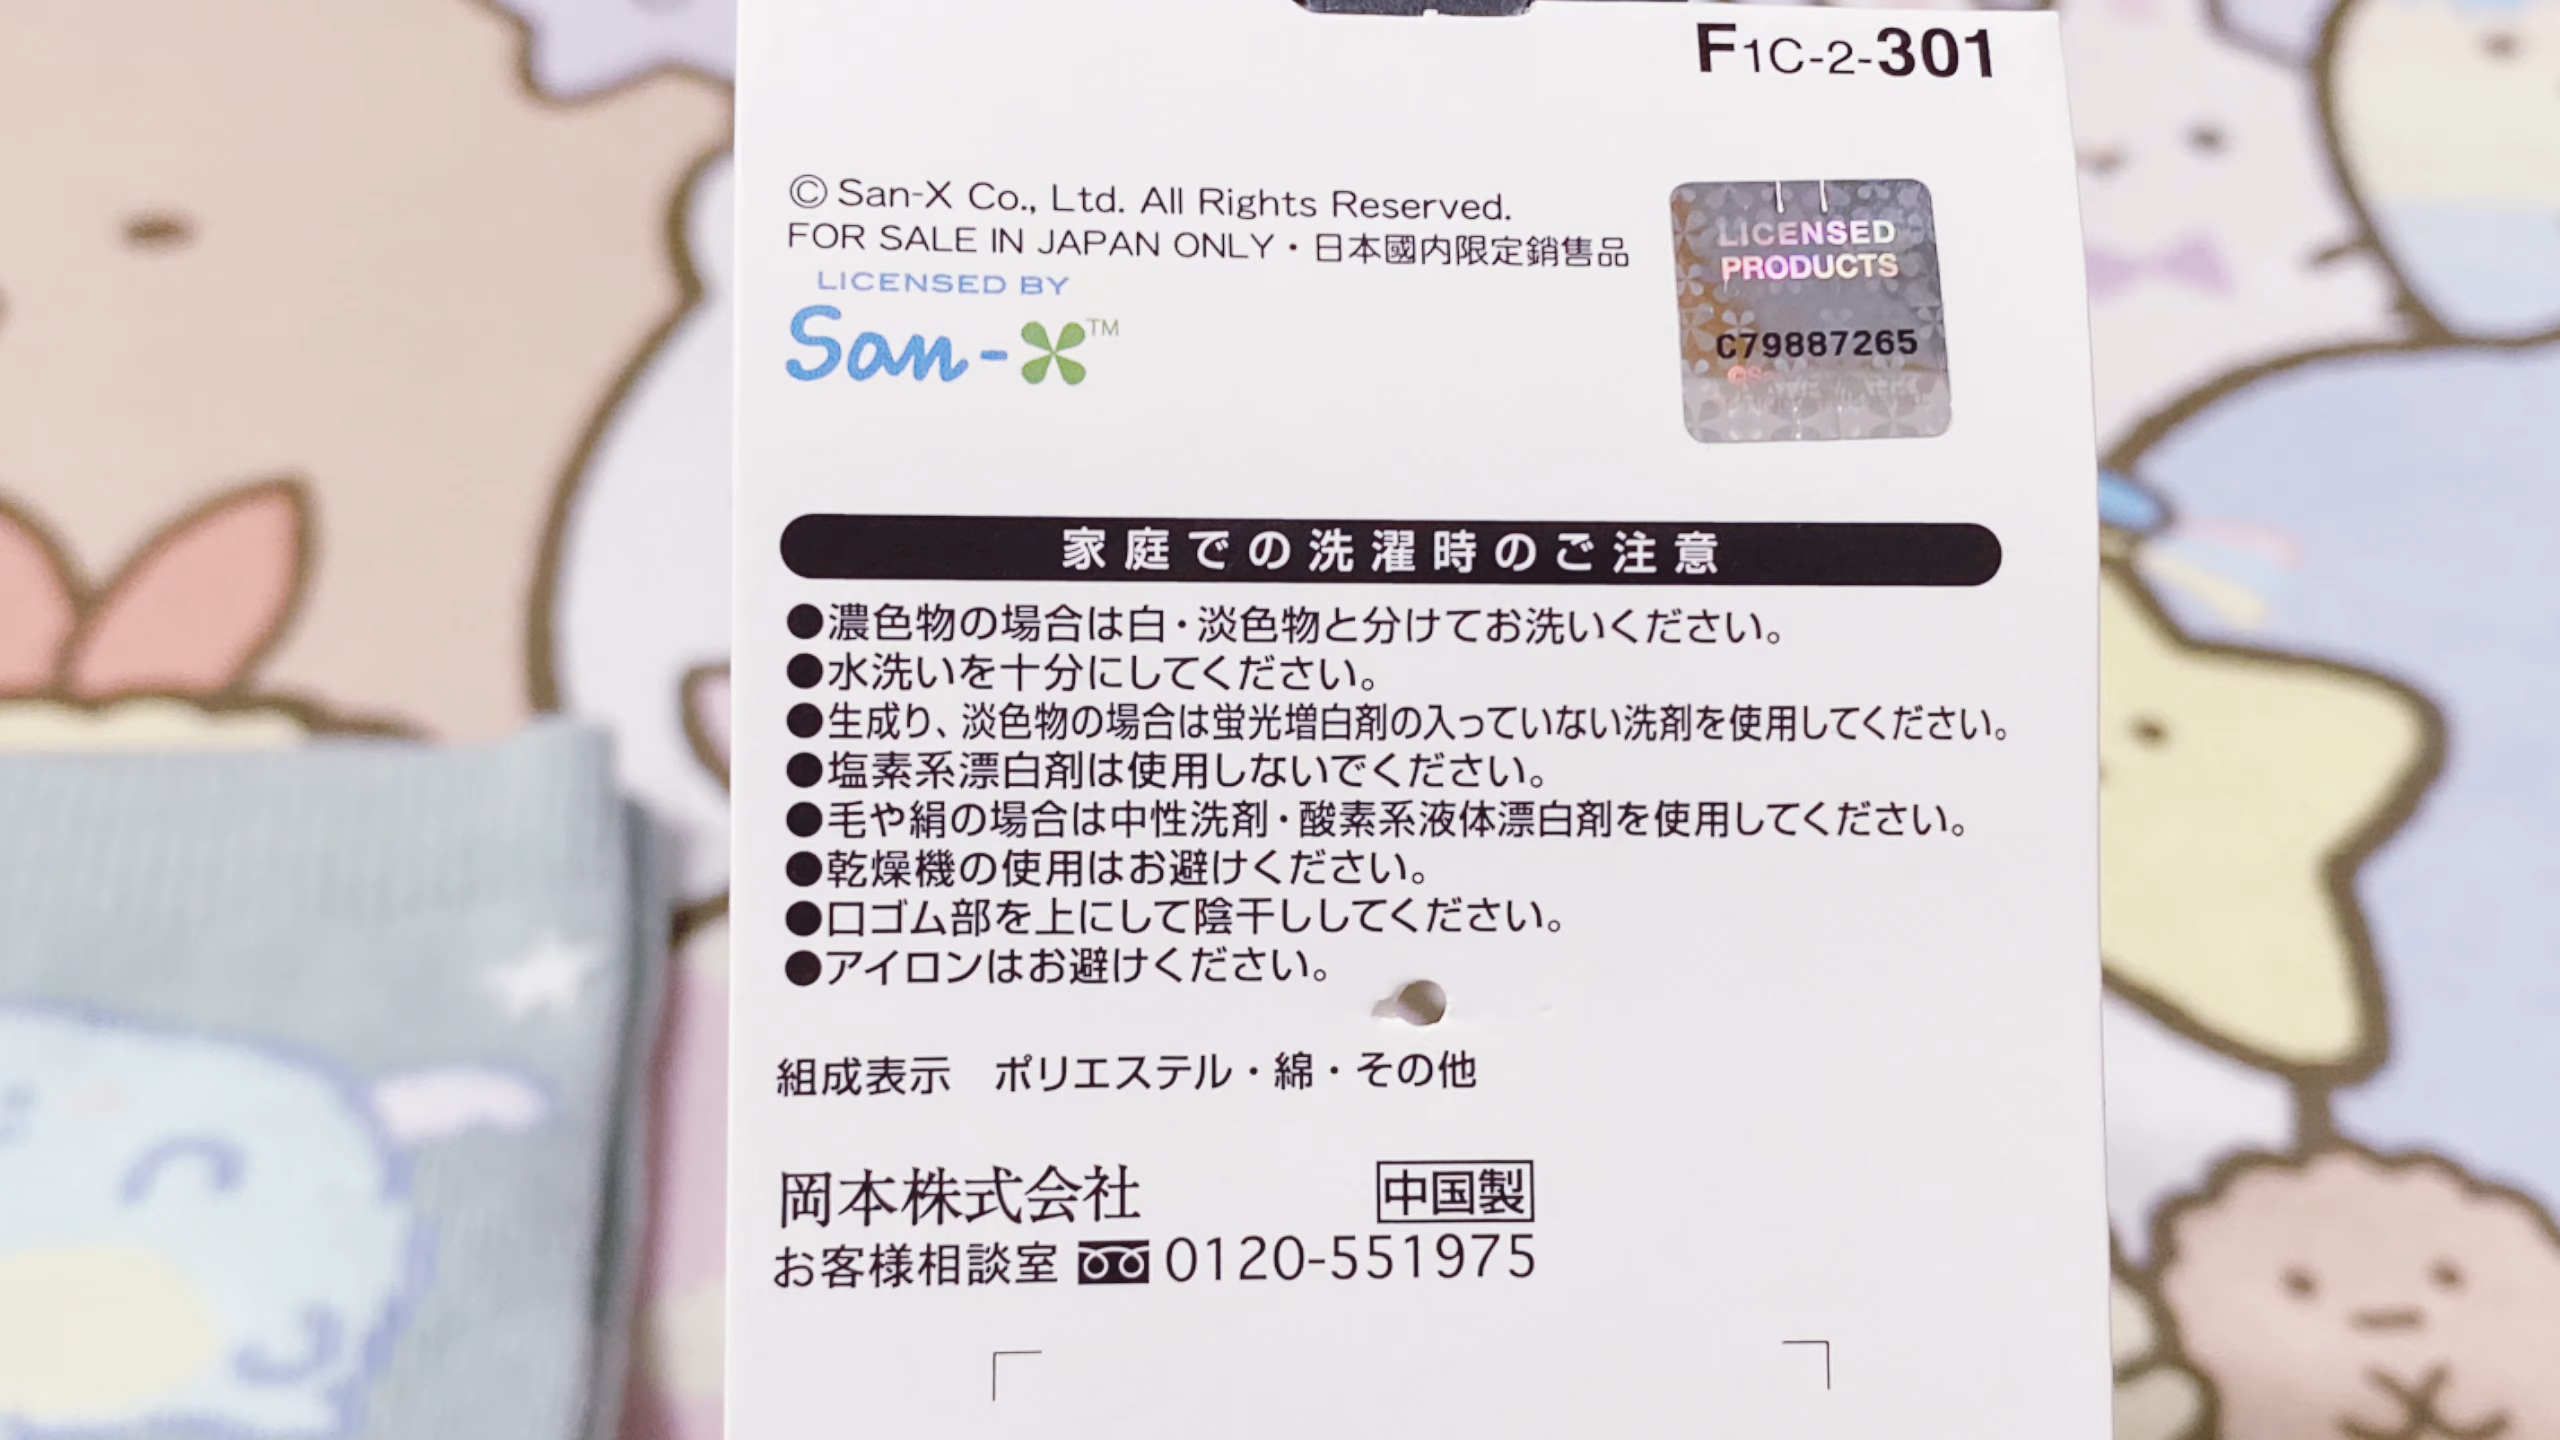 F1C-2-301
© San-X Co., Ltd. All Rights Reserved.
FOR SALE IN JAPAN ONLY・日本國内限定銷售品
LICENSED BY
San-X™
LICENSED
PRODUCTS
C79887265
家庭での洗濯時のご注意
●濃色物の場合は白・淡色物と分けてお洗いください。
●水洗いを十分にしてください。
●生成り、淡色物の場合は蛍光増白剤の入っていない洗剤を使用してください。
●塩素系漂白剤は使用しないでください。
●毛や絹の場合は中性洗剤・酸素系液体漂白剤を使用してください。
●乾燥機の使用はお避けください。
●口ゴム部を上にして陰干ししてください。
●アイロンはお避けください。
組成表示 ポリエステル・綿・その他
岡本株式会社 中国製
お客様相談室 0120-551975